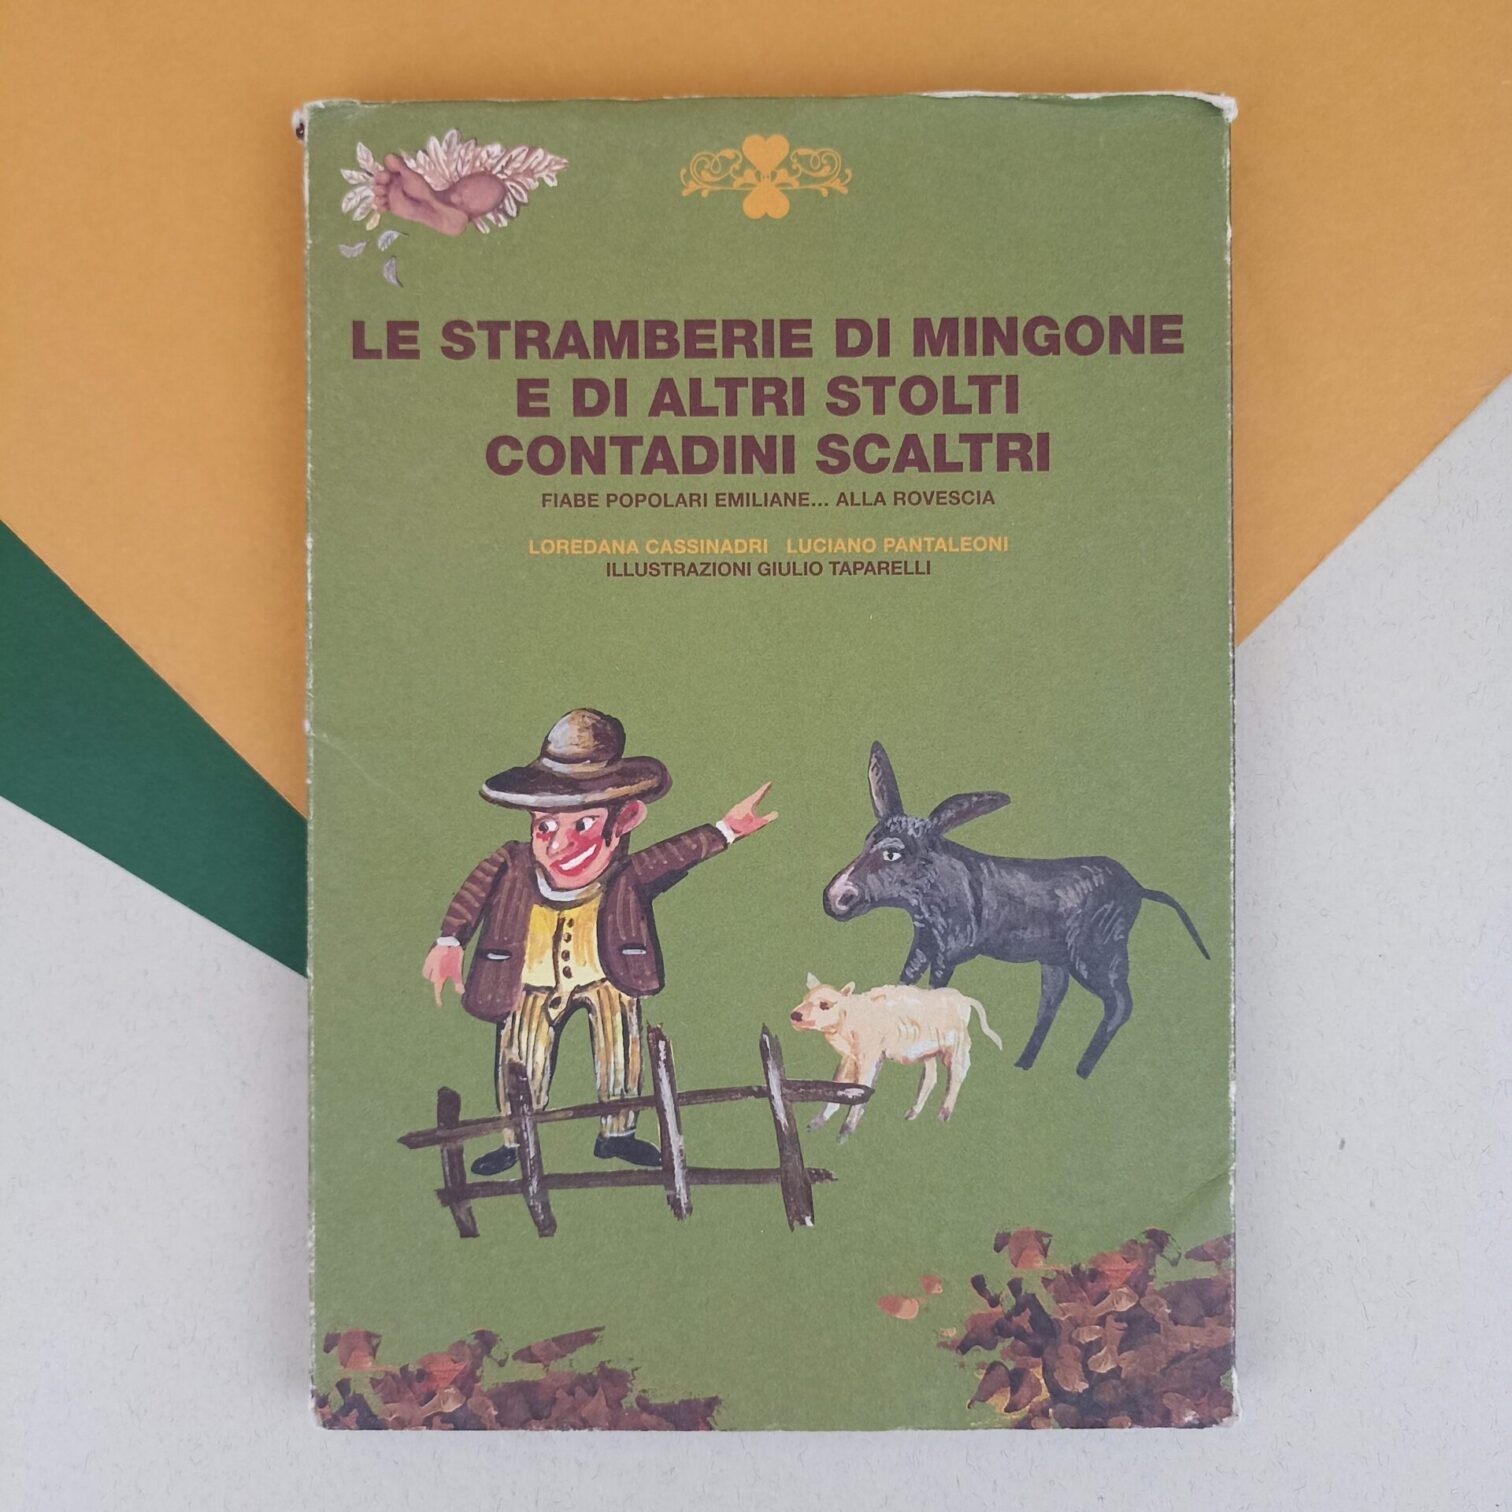 LE STRAMBERIE DI MINGONE
E DI ALTRI STOLTI
CONTADINI SCALTRI
FIABE POPOLARI EMILIANE... ALLA ROVESCIA
LOREDANA CASSINADRI LUCIANO PANTALEONI
ILLUSTRAZIONI GIULIO TAPARELLI